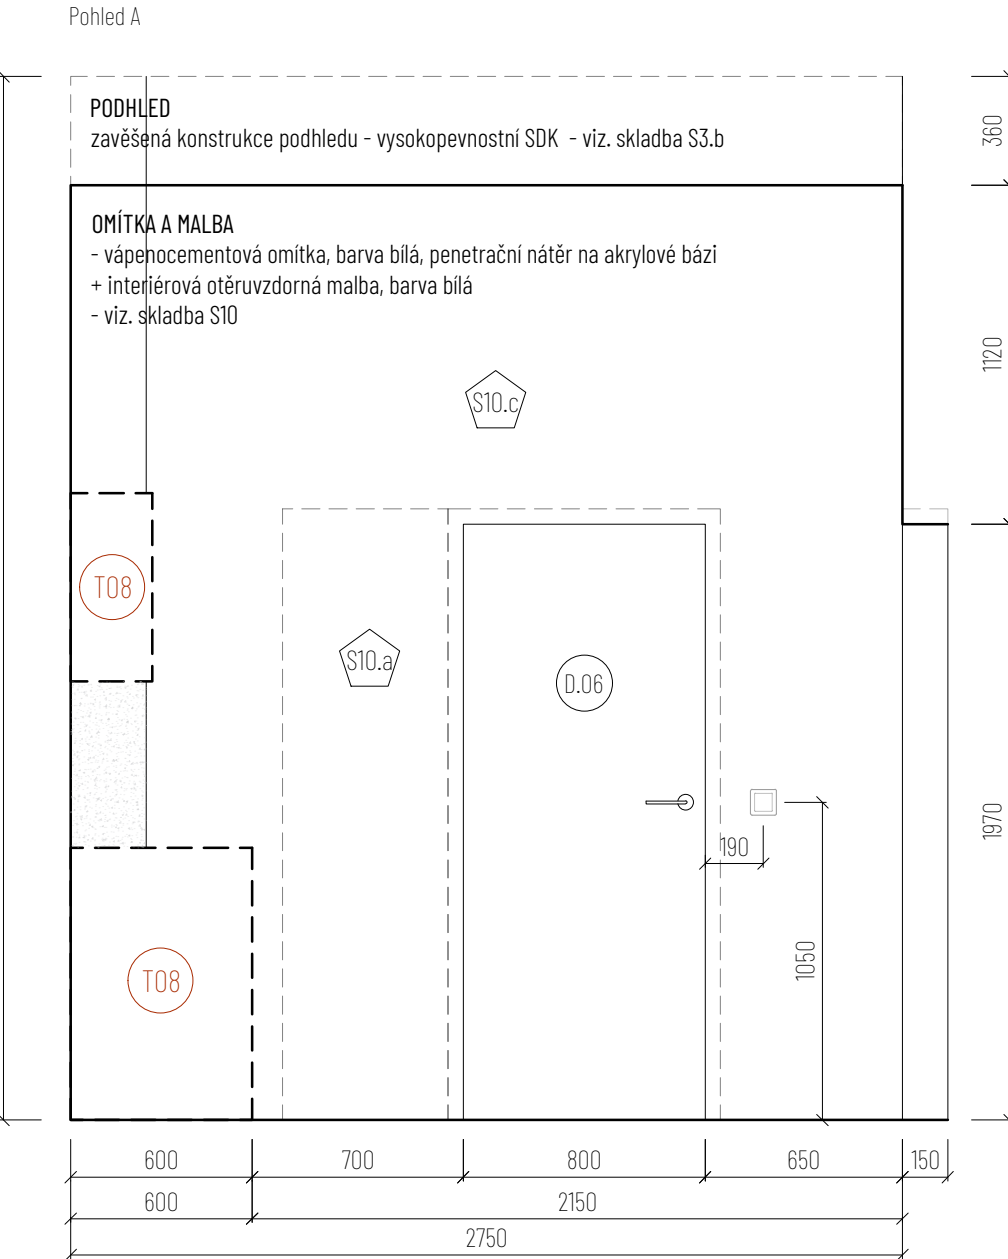 Pohled A
PODHLED
zavěšená konstrukce podhledu - vysokopevnostní SDK - viz. skladba S3.b
360
OMÍTKA A MALBA
- vápenocementová omítka, barva bílá, penetrační nátěr na akrylové bázi
+ interiérová otěruvzdorná malba, barva bílá
- viz. skladba S10
1120
S10.c
T08
S10.a
D.06
1970
190
1050
T08
600 700 800 650 150
600 2150
2750